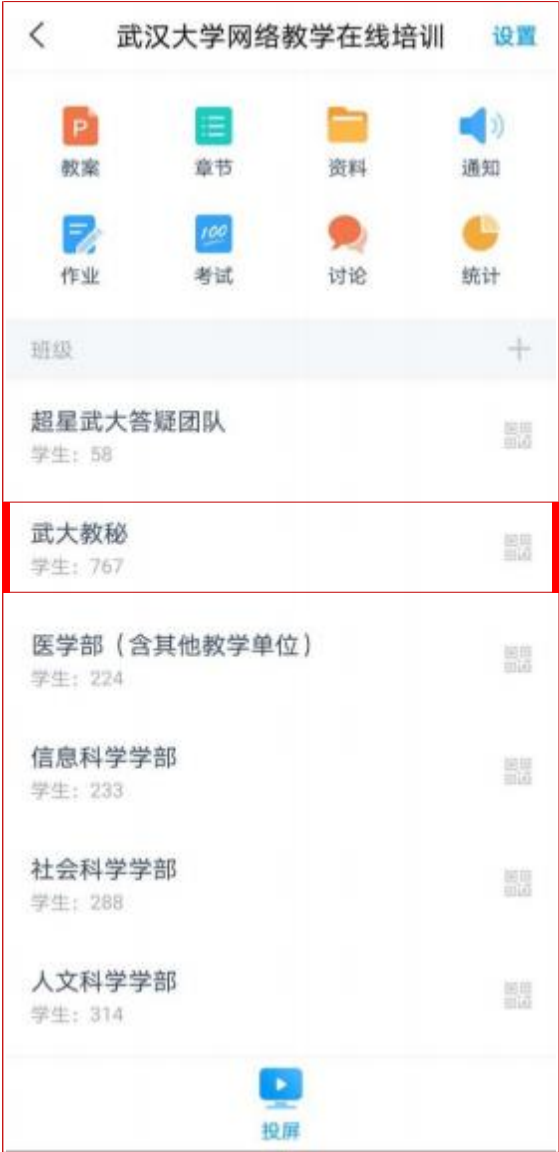 武汉大学网络教学在线培训 设置
教案 章节 资料 通知
100
作业 考试 讨论 统计
班级
超星武大答疑团队
学生：58
武大教秘
学生：767
医学部（含其他教学单位）
学生：224
信息科学学部
学生：233
社会科学学部
学生：288
人文科学学部
学生：314
投屏